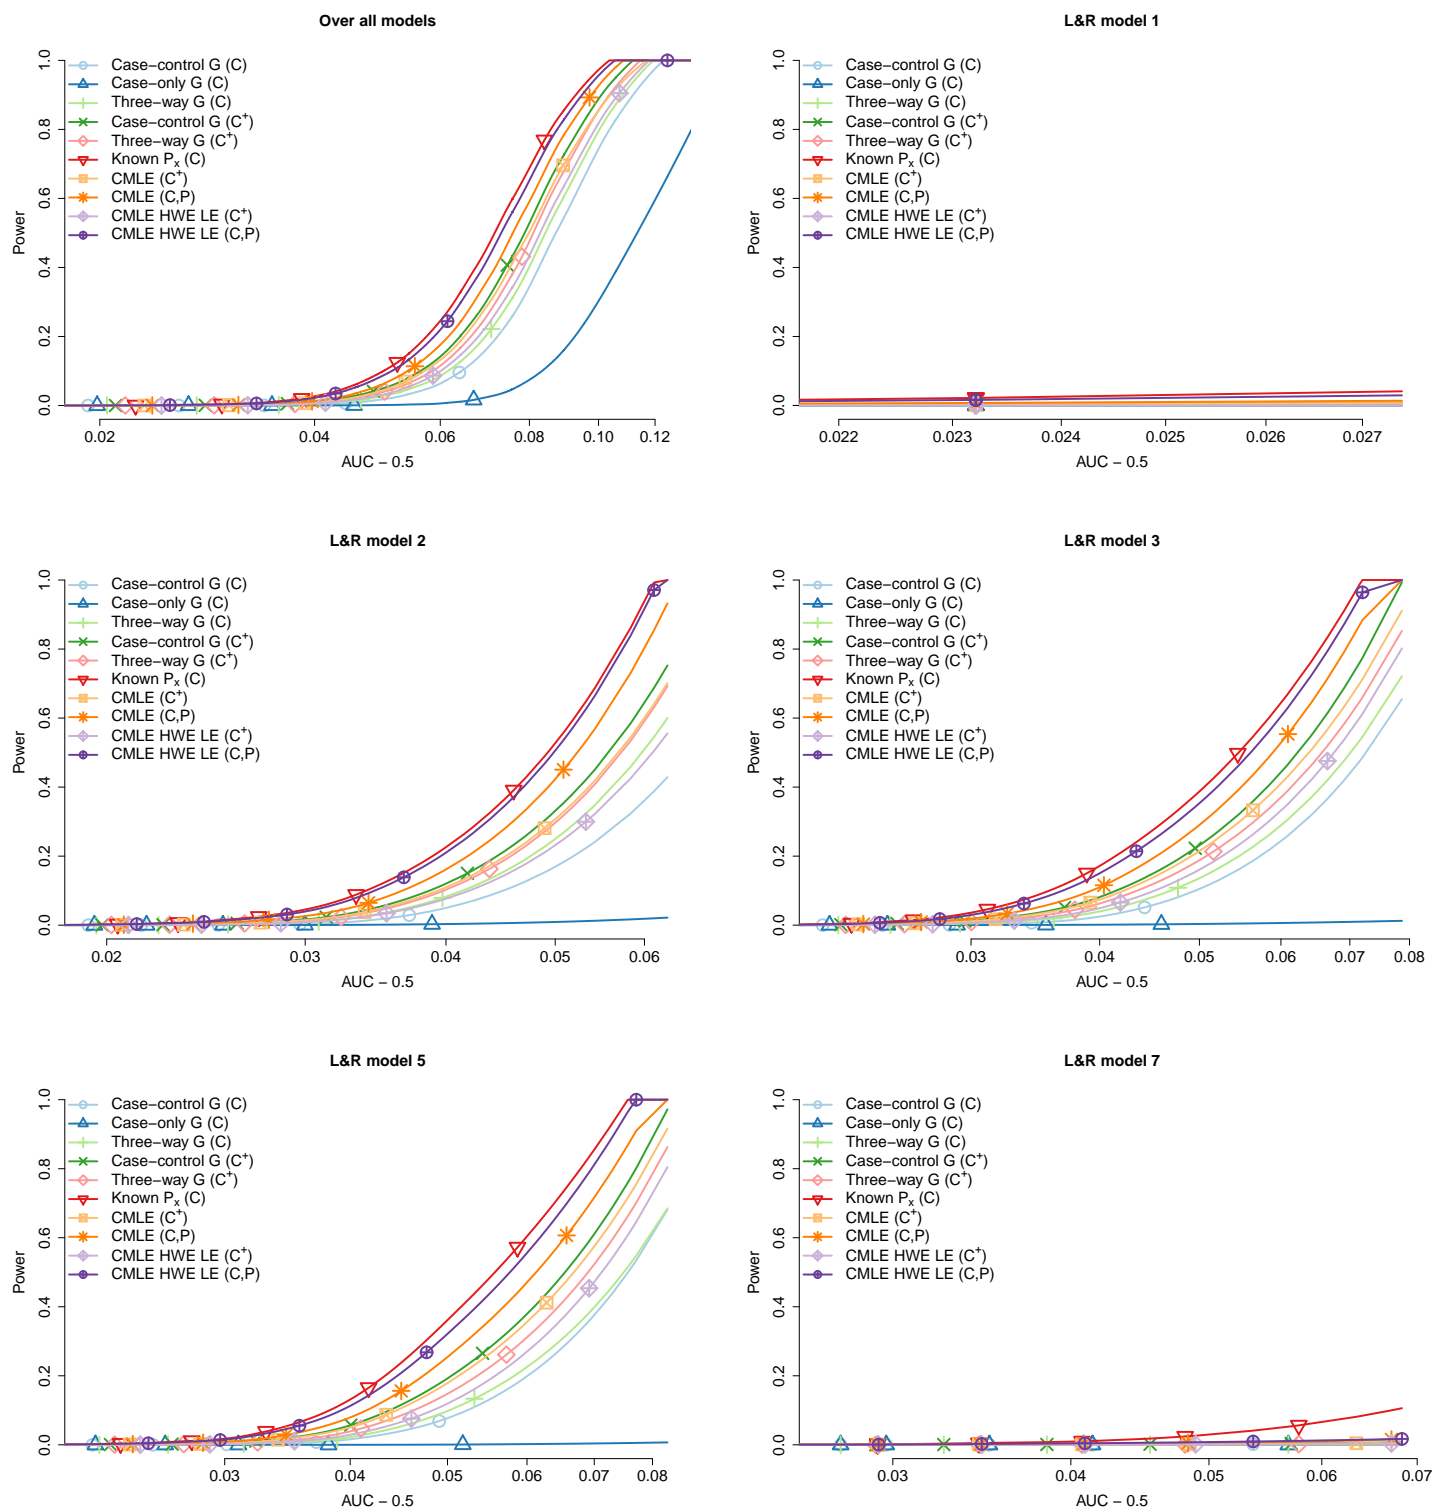 Over all models
1.0
0.8
0.6
0.4
0.2
0.0
Power
Case−control G (C)
Case−only G (C)
Three−way G (C)
Case−control G (C+)
Three−way G (C+)
Known Px (C)
CMLE (C+)
CMLE (C,P)
CMLE HWE LE (C+)
CMLE HWE LE (C,P)
0.02 0.04 0.06 0.08 0.10 0.12
AUC − 0.5
L&R model 1
1.0
0.8
0.6
0.4
0.2
0.0
Power
Case−control G (C)
Case−only G (C)
Three−way G (C)
Case−control G (C+)
Three−way G (C+)
Known Px (C)
CMLE (C+)
CMLE (C,P)
CMLE HWE LE (C+)
CMLE HWE LE (C,P)
0.022 0.023 0.024 0.025 0.026 0.027
AUC − 0.5
L&R model 2
1.0
0.8
0.6
0.4
0.2
0.0
Power
Case−control G (C)
Case−only G (C)
Three−way G (C)
Case−control G (C+)
Three−way G (C+)
Known Px (C)
CMLE (C+)
CMLE (C,P)
CMLE HWE LE (C+)
CMLE HWE LE (C,P)
0.02 0.03 0.04 0.05 0.06
AUC − 0.5
L&R model 3
1.0
0.8
0.6
0.4
0.2
0.0
Power
Case−control G (C)
Case−only G (C)
Three−way G (C)
Case−control G (C+)
Three−way G (C+)
Known Px (C)
CMLE (C+)
CMLE (C,P)
CMLE HWE LE (C+)
CMLE HWE LE (C,P)
0.03 0.04 0.05 0.06 0.07 0.08
AUC − 0.5
L&R model 5
1.0
0.8
0.6
0.4
0.2
0.0
Power
Case−control G (C)
Case−only G (C)
Three−way G (C)
Case−control G (C+)
Three−way G (C+)
Known Px (C)
CMLE (C+)
CMLE (C,P)
CMLE HWE LE (C+)
CMLE HWE LE (C,P)
0.03 0.04 0.05 0.06 0.07 0.08
AUC − 0.5
L&R model 7
1.0
0.8
0.6
0.4
0.2
0.0
Power
Case−control G (C)
Case−only G (C)
Three−way G (C)
Case−control G (C+)
Three−way G (C+)
Known Px (C)
CMLE (C+)
CMLE (C,P)
CMLE HWE LE (C+)
CMLE HWE LE (C,P)
0.03 0.04 0.05 0.06 0.07
AUC − 0.5